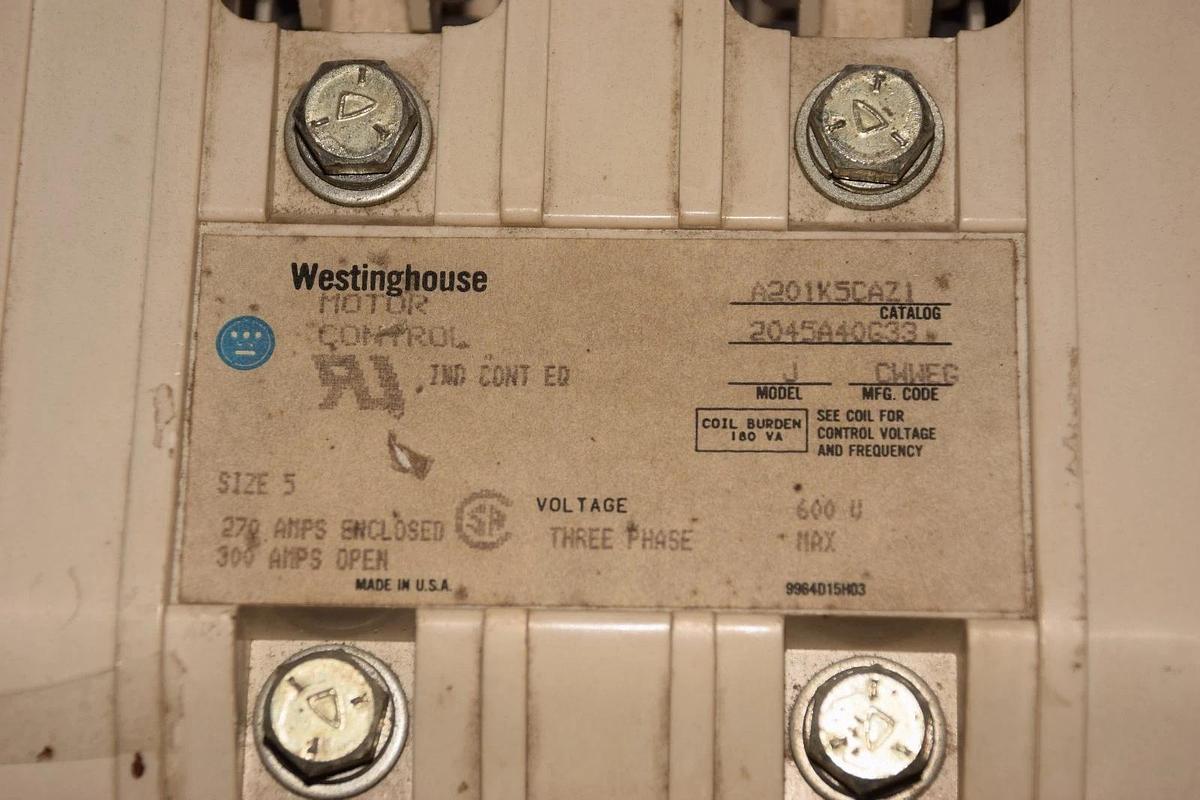 Westinghouse
MOTOR
CONTROL
IND CONT EQ
A201K5CAZ1
CATALOG
2045A40G33
J CWWEG
MODEL MFG. CODE
COIL BURDEN
180 VA
SEE COIL FOR
CONTROL VOLTAGE
AND FREQUENCY
SIZE 5
270 AMPS ENCLOSED
300 AMPS OPEN
VOLTAGE
THREE PHASE
600 V
MAX
MADE IN U.S.A.
9964D15H03